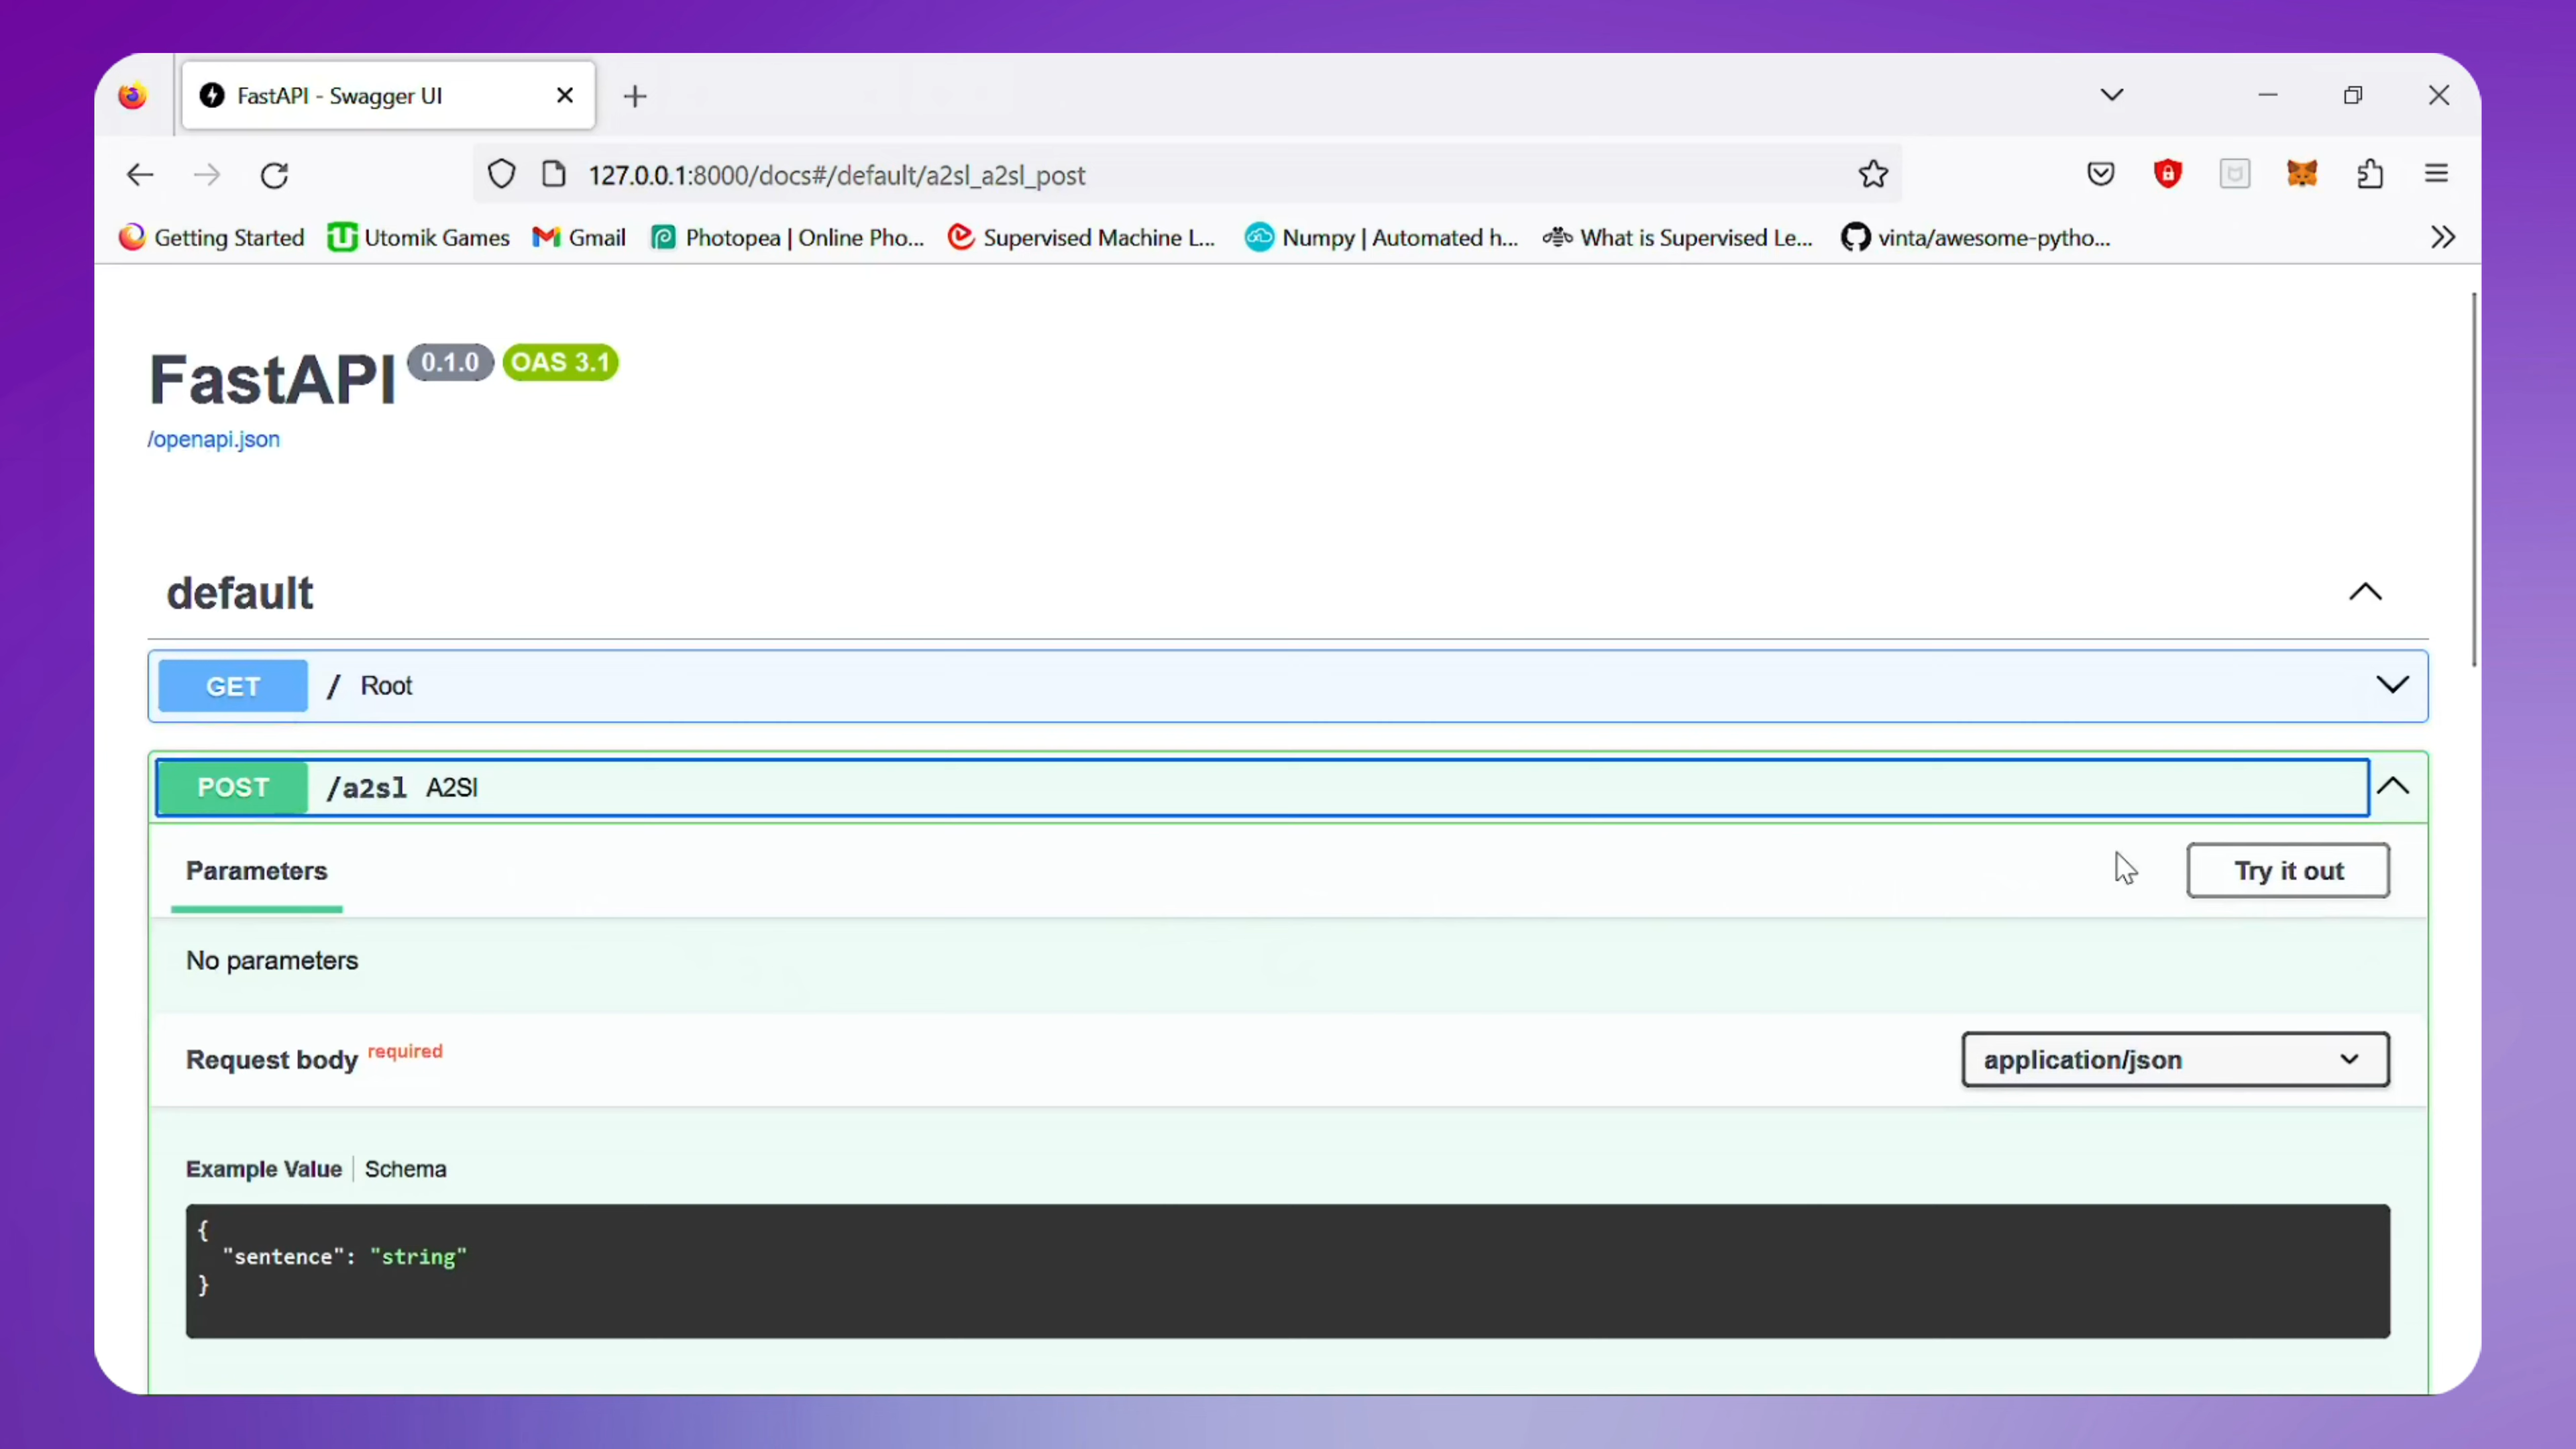 FastAPI - Swagger UI
127.0.0.1:8000/docs#/default/a2sl_a2sl_post
Getting Started Utomik Games Gmail Photopea | Online Pho... Supervised Machine L... Numpy | Automated h... What is Supervised Le... vinta/awesome-pytho...
FastAPI 0.1.0 OAS 3.1
/openapi.json
default
GET / Root
POST /a2sl A2Sl
Parameters Try it out
No parameters
Request body required application/json
Example Value Schema
{
"sentence": "string"
}